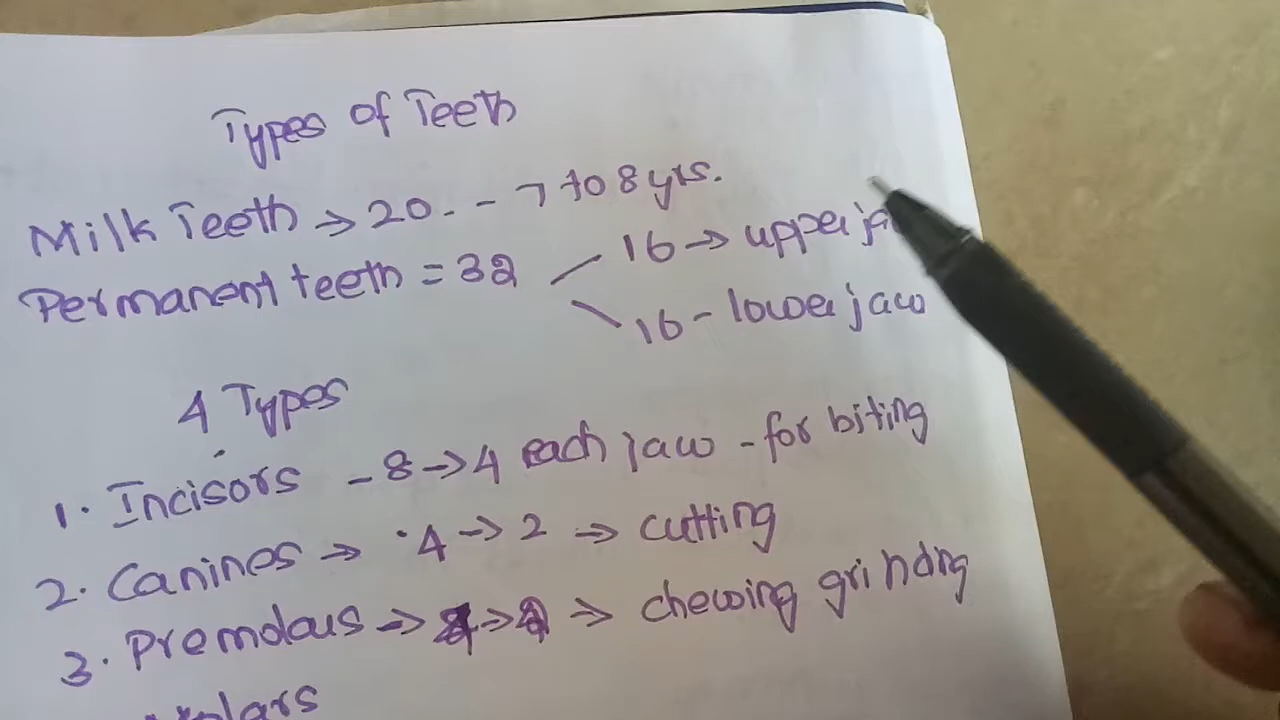 Types of Teeth
Milk Teeth → 20. - 7 to 8 yrs.
Permanent teeth = 32
16 → upper
16 - lower jaw
4 Types
1. Incisors - 8 → 4 each jaw - for biting
2. Canines → 4 → 2 → cutting
3. Premolars → → → chewing grinding